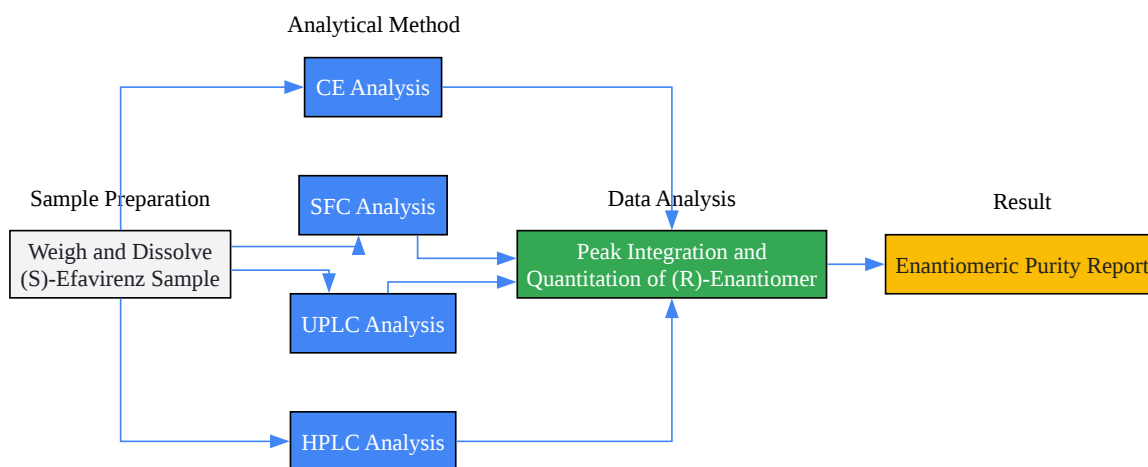 Analytical Method
CE Analysis
Sample Preparation
Weigh and Dissolve
(S)-Efavirenz Sample
SFC Analysis
UPLC Analysis
HPLC Analysis
Data Analysis
Peak Integration and
Quantitation of (R)-Enantiomer
Result
Enantiomeric Purity Report